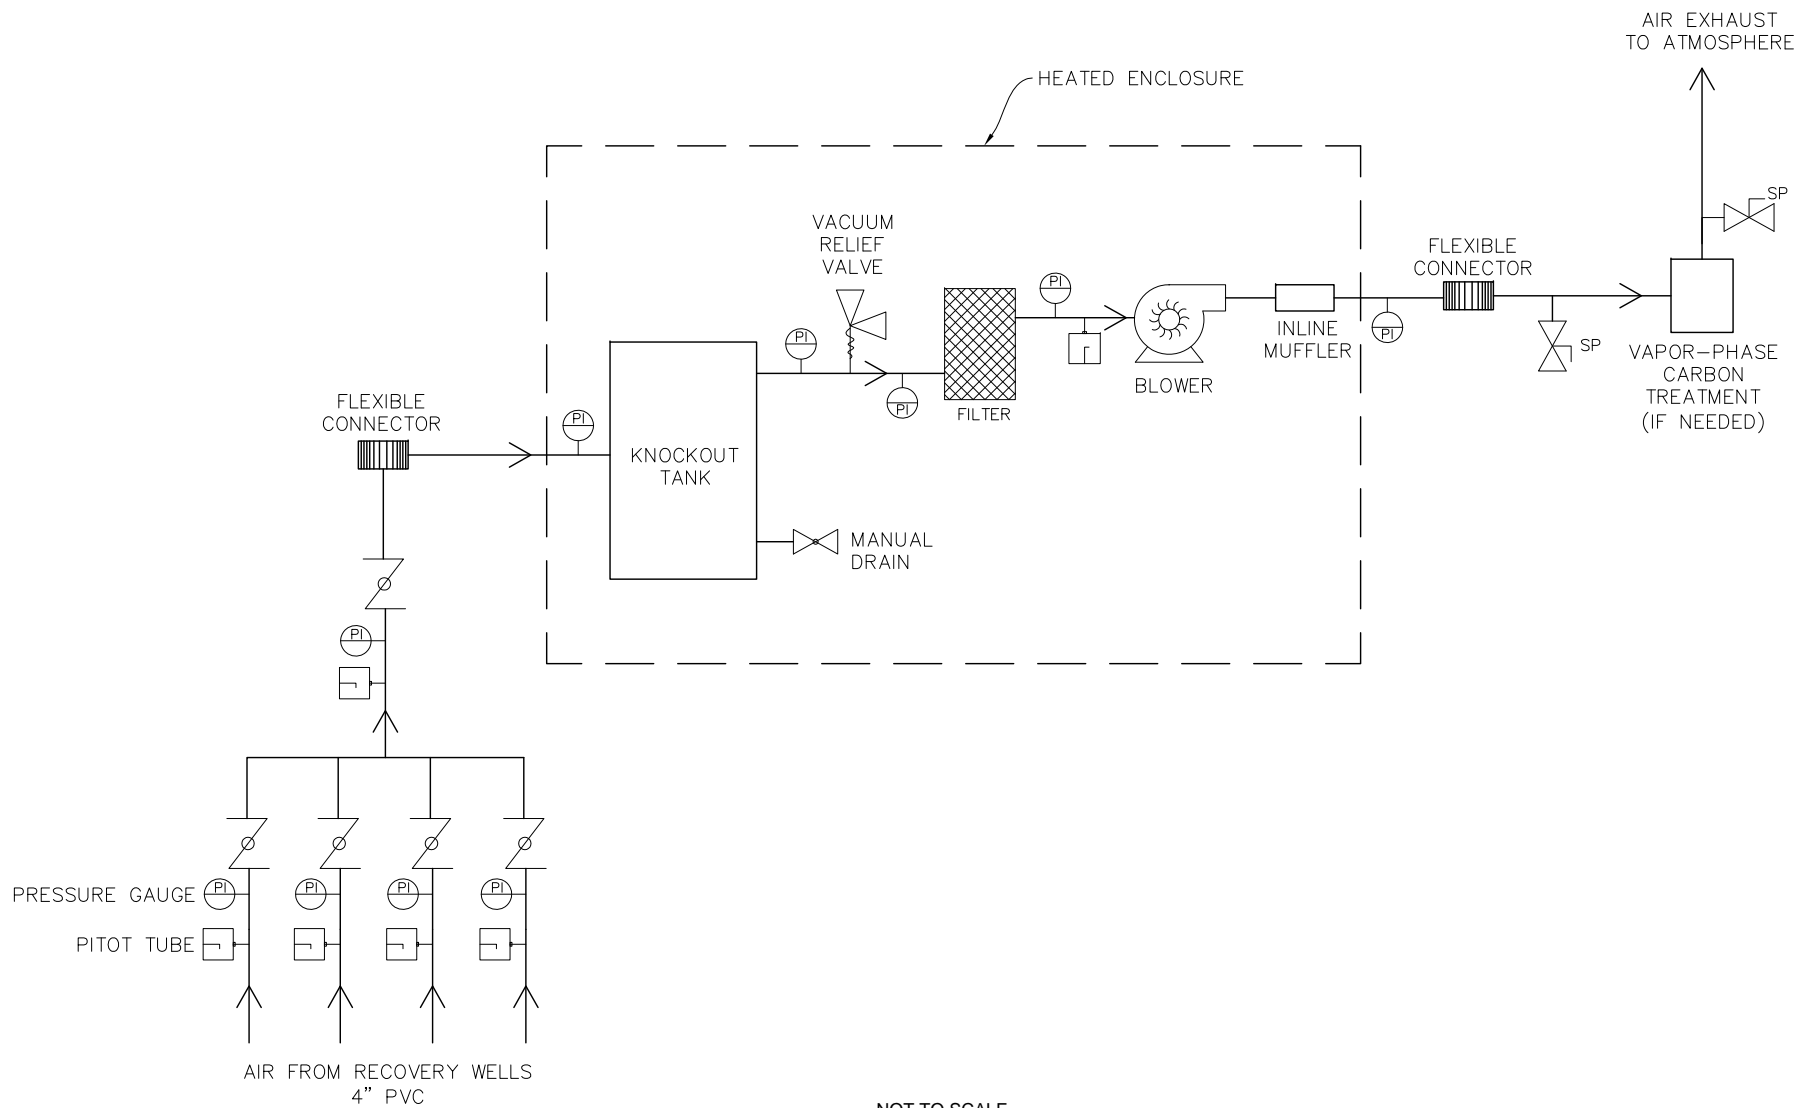 AIR EXHAUST
TO ATMOSPHERE
HEATED ENCLOSURE
SP
VACUUM
RELIEF
VALVE
FLEXIBLE
CONNECTOR
PI
PI
INLINE
MUFFLER
PI
SP
VAPOR-PHASE
CARBON
TREATMENT
(IF NEEDED)
BLOWER
PI
PI
FILTER
FLEXIBLE
CONNECTOR
PI
KNOCKOUT
TANK
MANUAL
DRAIN
PI
PRESSURE GAUGE
PI
PI
PI
PI
PITOT TUBE
AIR FROM RECOVERY WELLS
4" PVC
NOT TO SCALE